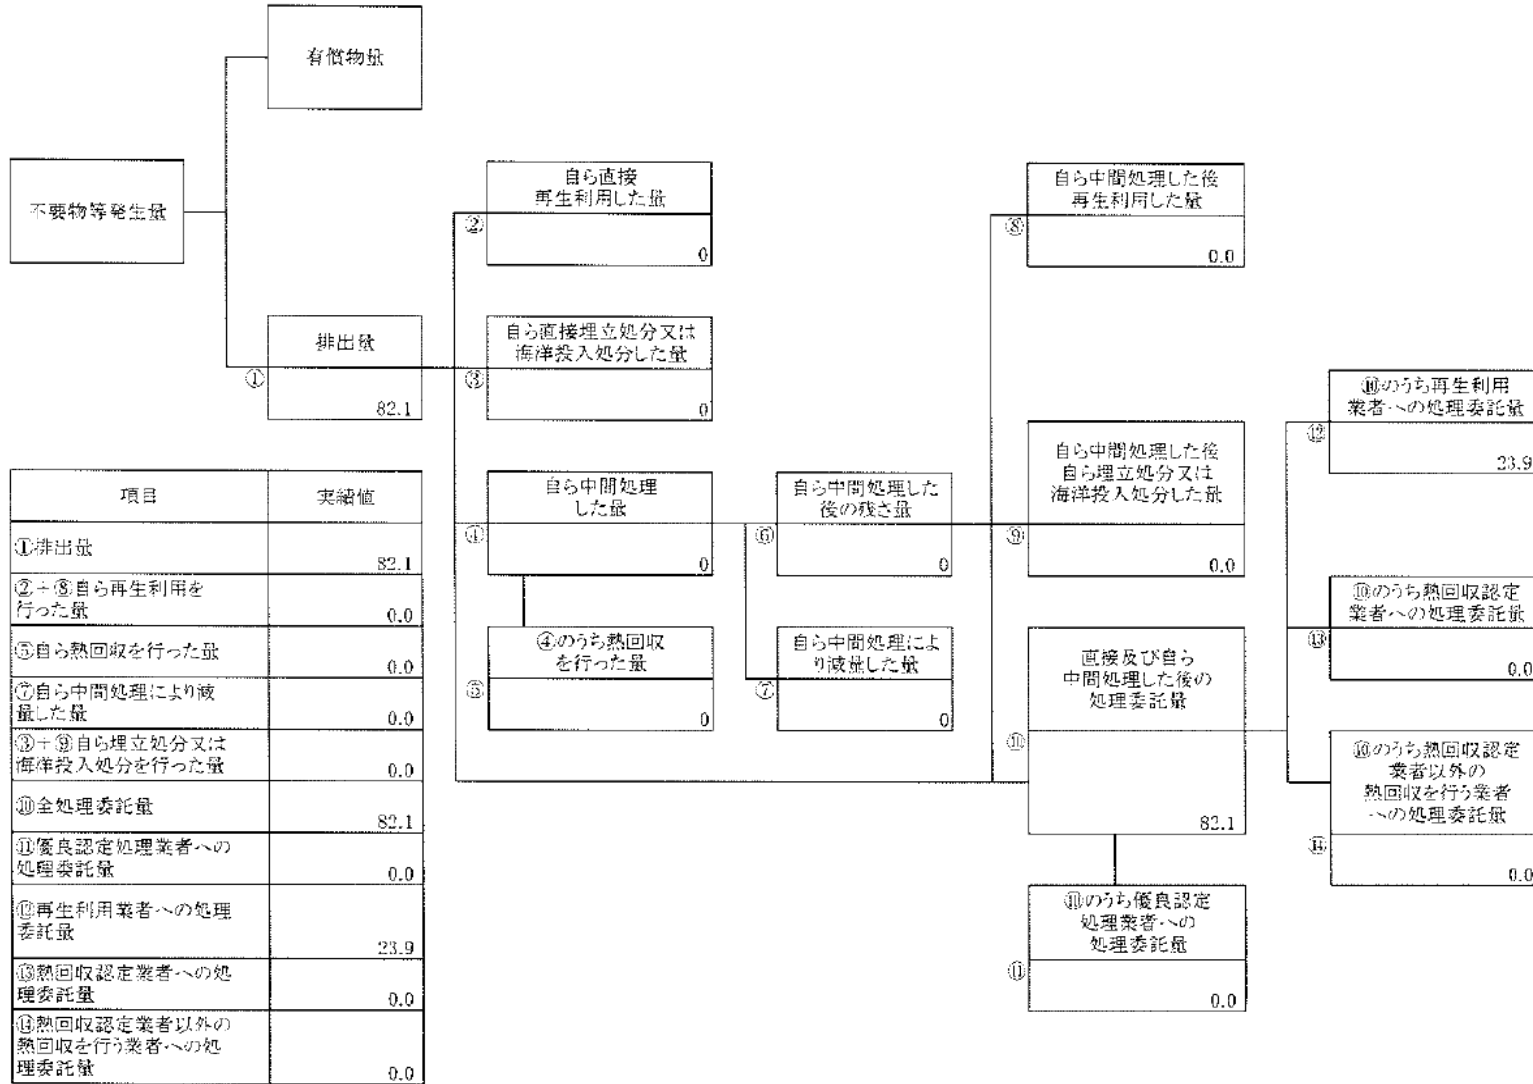 有償物量
不要物等発生量
自ら直接
再生利用した量
②
0
自ら中間処理した後
再生利用した量
⑧
0.0
排出量
①
82.1
自ら直接埋立処分又は
海洋投入処分した量
③
0
⑩のうち再生利用
業者への処理委託量
⑫
23.9
自ら中間処理
した量
④
0
自ら中間処理した
後の残さ量
⑥
0
自ら中間処理した後
自ら埋立処分又は
海洋投入処分した量
⑨
0.0
⑩のうち熱回収認定
業者への処理委託量
⑬
0.0
④のうち熱回収
を行った量
⑤
0
自ら中間処理によ
り減量した量
⑦
0
直接及び自ら
中間処理した後の
処理委託量
⑩
82.1
⑩のうち熱回収認定
業者以外の
熱回収を行う業者
への処理委託量
⑭
0.0
⑩のうち優良認定
処理業者への
処理委託量
⑪
0.0
項目 実績値
①排出量 82.1
②+⑧自ら再生利用を
行った量 0.0
⑤自ら熱回収を行った量 0.0
⑦自ら中間処理により減
量した量 0.0
③+⑨自ら埋立処分又は
海洋投入処分を行った量 0.0
⑩全処理委託量 82.1
⑪優良認定処理業者への
処理委託量 0.0
⑫再生利用業者への処理
委託量 23.9
⑬熱回収認定業者への処
理委託量 0.0
⑭熱回収認定業者以外の
熱回収を行う業者への処
理委託量 0.0